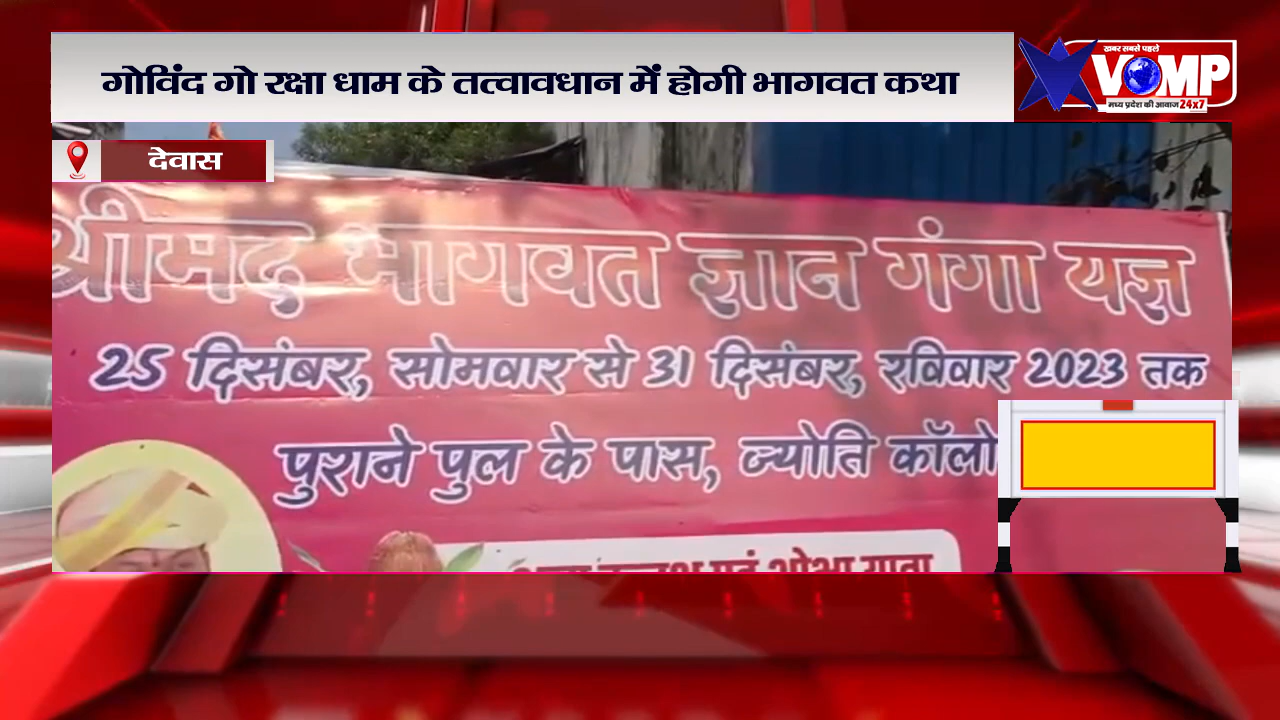 गोविंद गो रक्षा धाम के तत्वावधान में होगी भागवत कथा
खबर सबसे पहले
VOMP
मध्य प्रदेश की आवाज 24x7
देवास
श्रीमद भागवत ज्ञान गंगा यज्ञ
25 दिसंबर, सोमवार से 31 दिसंबर, रविवार 2023 तक
पुराने पुल के पास, ज्योति कॉलो